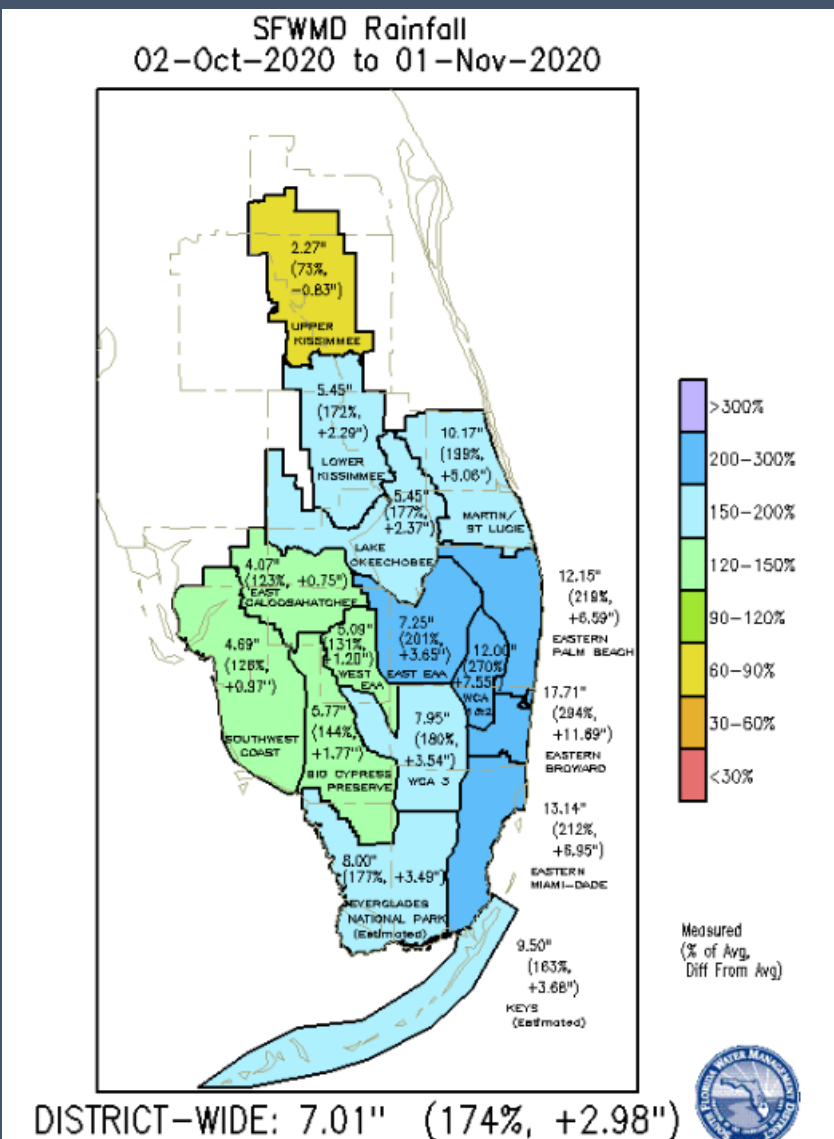 SFWMD Rainfall
02-Oct-2020 to 01-Nov-2020
2.27"
(73%,
-0.83")
UPPER
KISSIMMEE
5.45"
(172%,
+2.29")
LOWER
KISSIMMEE
10.17"
(199%,
+5.06")
MARTIN/
ST LUCIE
5.45"
(177%,
+2.37")
LAKE
OKEECHOBEE
4.07"
(123%, +0.75")
EAST
CALOOSAHATCHEE
4.69"
(126%,
+0.97")
SOUTHWEST
COAST
5.09"
(131%,
+1.20")
WEST
EAA
7.25"
(201%,
+3.65")
EAST EAA
12.00"
(270%,
+7.55")
WCA
1&2
12.15"
(219%,
+6.59")
EASTERN
PALM BEACH
5.77"
(144%,
+1.77")
BIG CYPRESS
PRESERVE
7.95"
(180%,
+3.54")
WCA 3
17.71"
(294%,
+11.69")
EASTERN
BROWARD
13.14"
(212%,
+6.95")
EASTERN
MIAMI-DADE
8.00"
(177%, +3.49")
EVERGLADES
NATIONAL PARK
(Estimated)
9.50"
(163%,
+3.68")
KEYS
(Estimated)
>300%
200-300%
150-200%
120-150%
90-120%
60-90%
30-60%
<30%
Measured
(% of Avg,
Diff From Avg)
SOUTH FLORIDA WATER MANAGEMENT DISTRICT
DISTRICT-WIDE: 7.01" (174%, +2.98")